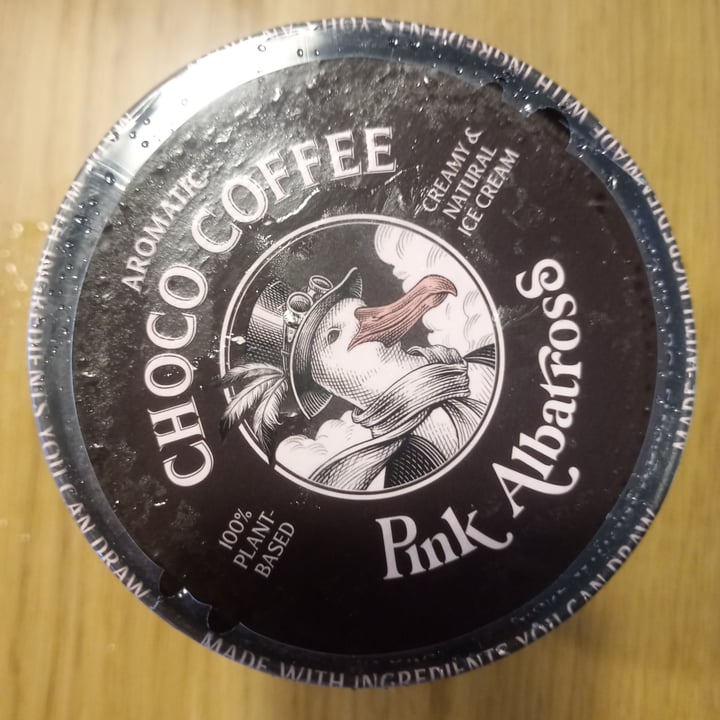 AROMATIC
CHOCO COFFEE
CREAMY &
NATURAL
ICE CREAM
100%
PLANT-
BASED
Pink Albatross
MADE WITH INGREDIENTS YOU CAN DRAW
MADE WITH INGREDIENTS YOU CAN